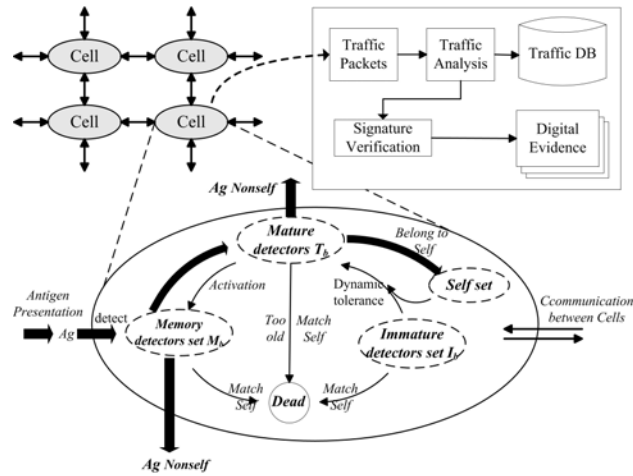 Cell
Cell
Cell
Cell
Traffic
Packets
Traffic
Analysis
Traffic DB
Signature
Verification
Digital
Evidence
Ag Nonself
Mature
detectors Tb
Belong to
Self
Self set
Antigen
Presentation
Ag
detect
Activation
Dynamic
tolerance
Memory
detectors set Mb
Too
old
Match
Self
Immature
detectors set Ib
Ccommunication
between Cells
Match
Self
Dead
Match
Self
Ag Nonself